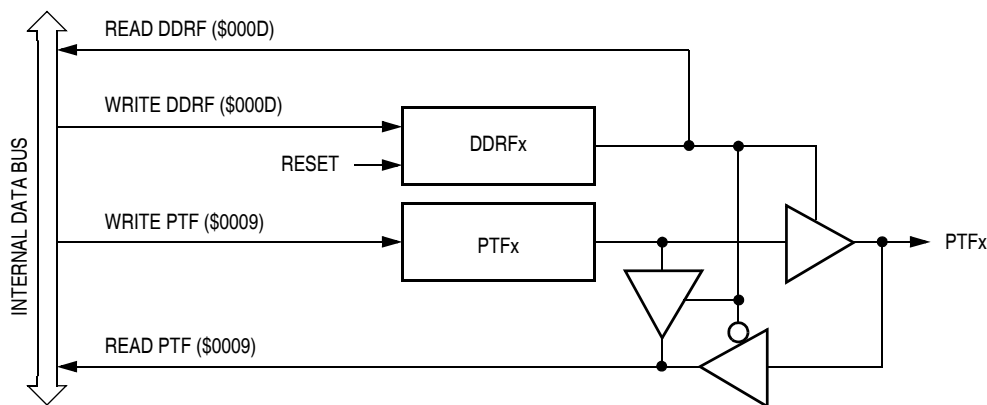 READ DDRF ($000D)
WRITE DDRF ($000D)
DDRFx
RESET
INTERNAL DATA BUS
WRITE PTF ($0009)
PTFx
PTFx
READ PTF ($0009)